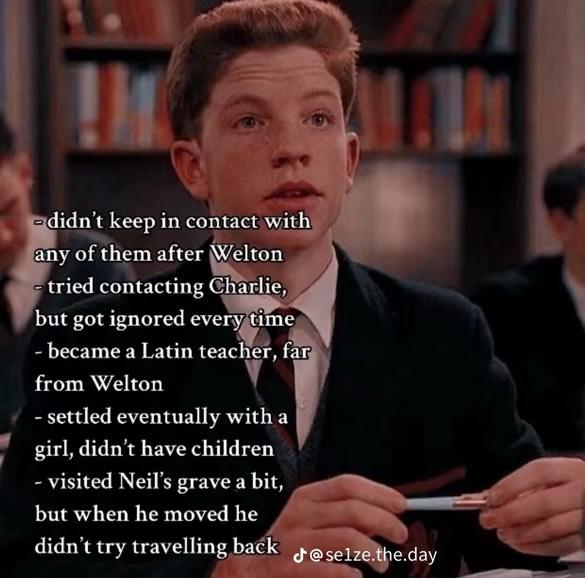 - didn't keep in contact with
any of them after Welton
- tried contacting Charlie,
but got ignored every time
- became a Latin teacher, far
from Welton
- settled eventually with a
girl, didn't have children
- visited Neil's grave a bit,
but when he moved he
didn't try travelling back
@se1ze.the.day